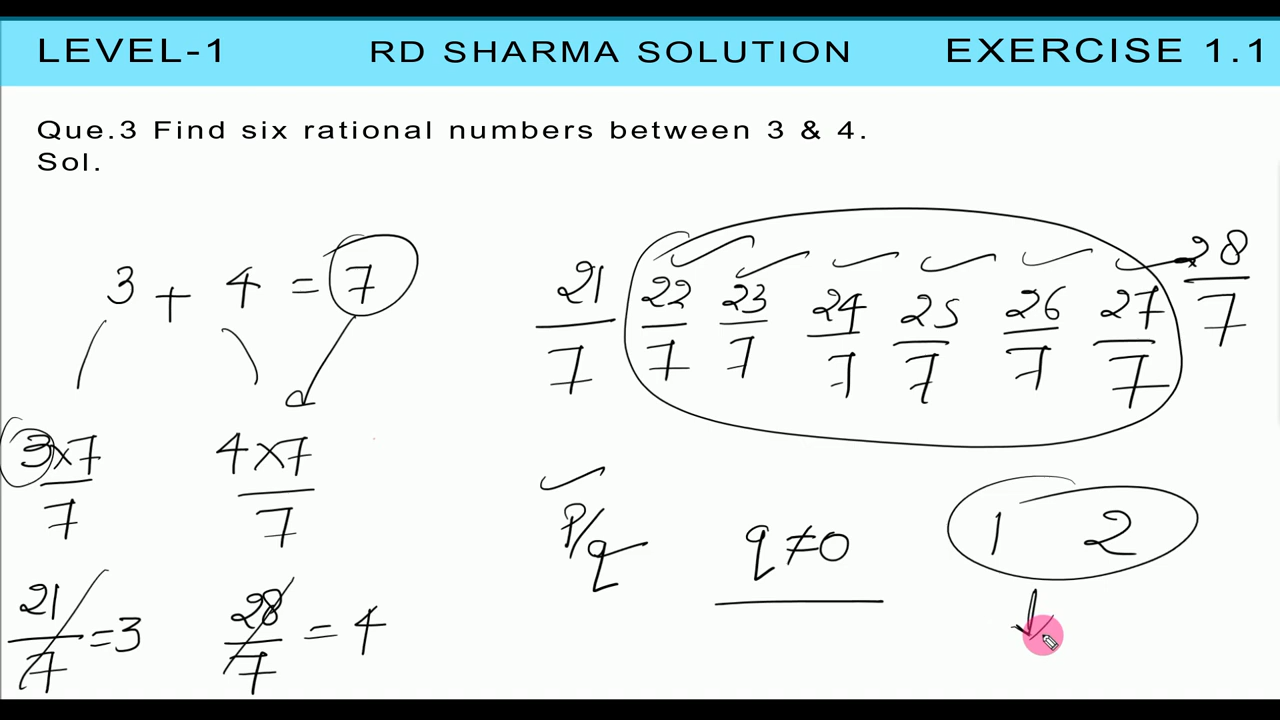 LEVEL-1 RD SHARMA SOLUTION EXERCISE 1.1
Que.3 Find six rational numbers between 3 & 4.
Sol.
3 + 4 = 7
3×7/7 4×7/7
21/7 = 3 28/7 = 4
21/7 22/7 23/7 24/7 25/7 26/7 27/7 28/7
P/q q≠0 1 2